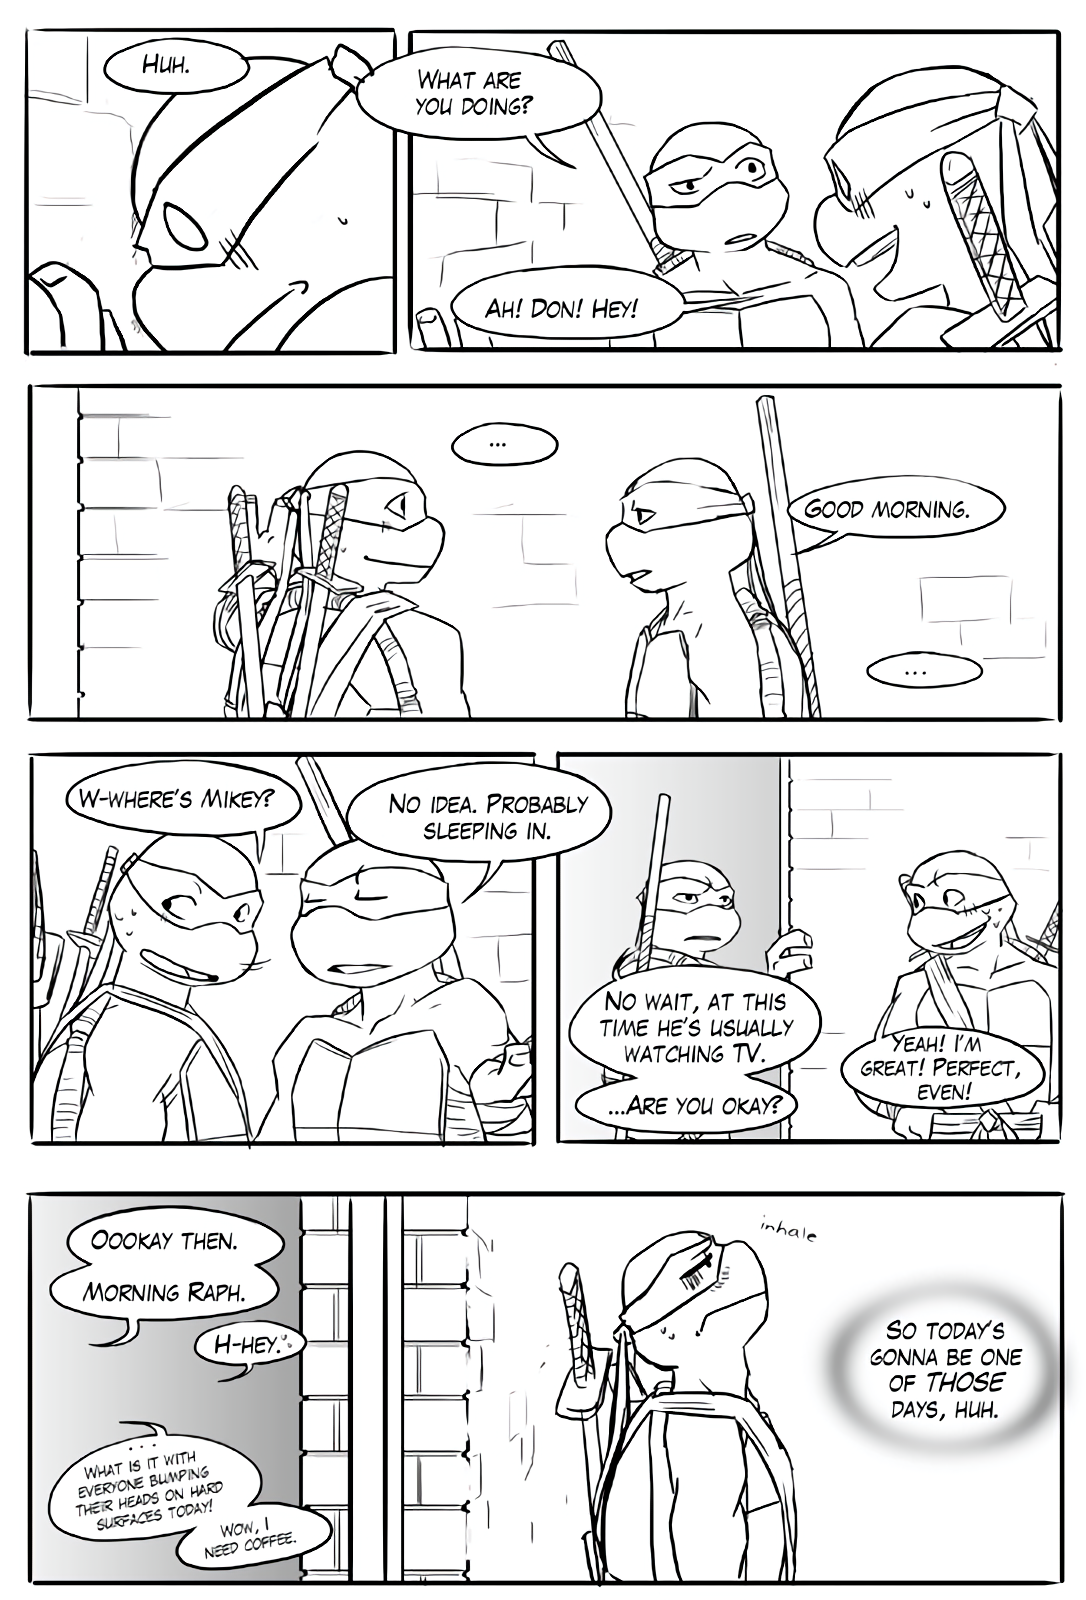 HUH.
WHAT ARE
YOU DOING?
AH! DON! HEY!
...
GOOD MORNING.
...
W-WHERE'S MIKEY?
NO IDEA. PROBABLY
SLEEPING IN.
NO WAIT, AT THIS
TIME HE'S USUALLY
WATCHING TV.
...ARE YOU OKAY?
YEAH! I'M
GREAT! PERFECT,
EVEN!
OOOKAY THEN.
MORNING RAPH.
H-HEY.
...
WHAT IS IT WITH
EVERYONE BUMPING
THEIR HEADS ON HARD
SURFACES TODAY!
WOW, I
NEED COFFEE.
inhale
SO TODAY'S
GONNA BE ONE
OF THOSE
DAYS, HUH.